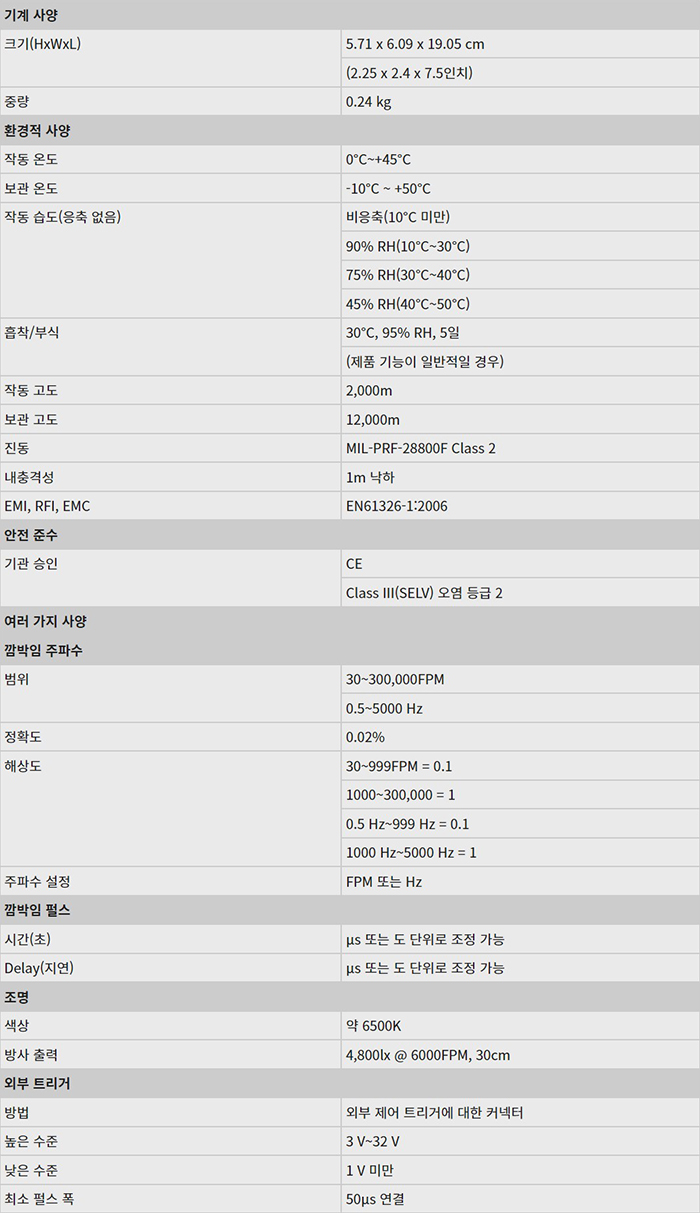 기계 사양
크기(HxWxL) 5.71 x 6.09 x 19.05 cm
(2.25 x 2.4 x 7.5인치)
중량 0.24 kg
환경적 사양
작동 온도 0°C~+45°C
보관 온도 -10°C ~ +50°C
작동 습도(응축 없음) 비응축(10°C 미만)
90% RH(10°C~30°C)
75% RH(30°C~40°C)
45% RH(40°C~50°C)
흡착/부식 30°C, 95% RH, 5일
(제품 기능이 일반적일 경우)
작동 고도 2,000m
보관 고도 12,000m
진동 MIL-PRF-28800F Class 2
내충격성 1m 낙하
EMI, RFI, EMC EN61326-1:2006
안전 준수
기관 승인 CE
Class III(SELV) 오염 등급 2
여러 가지 사양
깜박임 주파수
범위 30~300,000FPM
0.5~5000 Hz
정확도 0.02%
해상도 30~999FPM = 0.1
1000~300,000 = 1
0.5 Hz~999 Hz = 0.1
1000 Hz~5000 Hz = 1
주파수 설정 FPM 또는 Hz
깜박임 펄스
시간(초) µs 또는 도 단위로 조정 가능
Delay(지연) µs 또는 도 단위로 조정 가능
조명
색상 약 6500K
방사 출력 4,800lx @ 6000FPM, 30cm
외부 트리거
방법 외부 제어 트리거에 대한 커넥터
높은 수준 3 V~32 V
낮은 수준 1 V 미만
최소 펄스 폭 50µs 연결